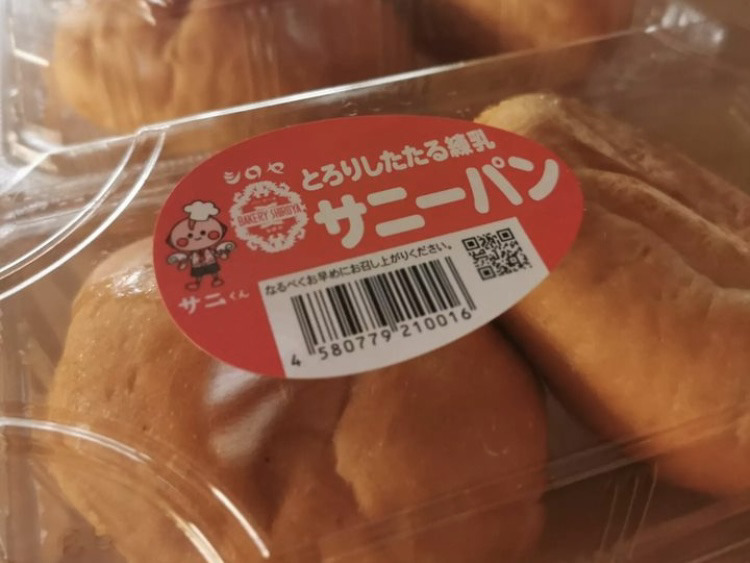 シロヤ
BAKERY SHIROYA
とろりしたたる練乳
サニーパン
サニくん
なるべくお早めにお召し上がりください。
4 580779 210016